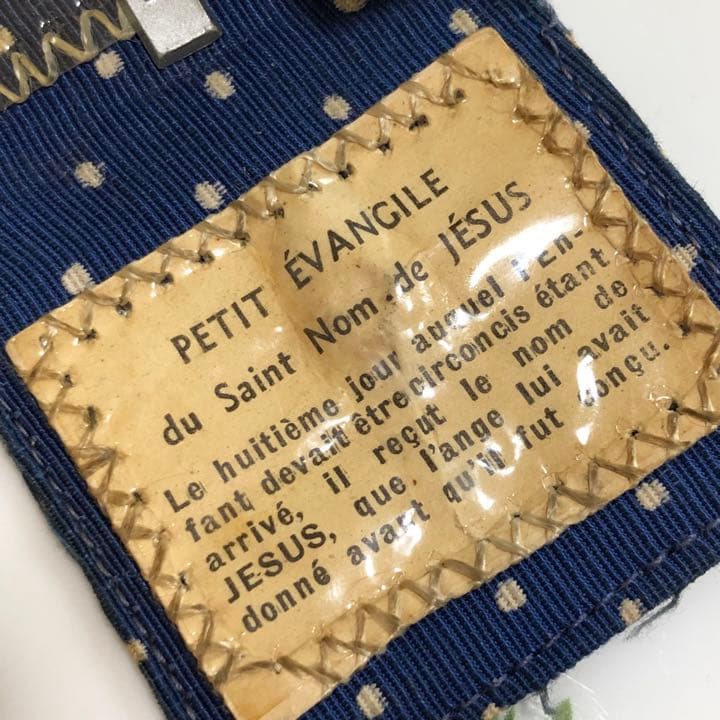 PETIT ÉVANGILE
du Saint Nom de JÉSUS
Le huitième jour auquel l'En-
fant devait être circoncis étant
arrivé, il reçut le nom de
JESUS, que l'ange lui avait
donné avant qu'il fut conçu.